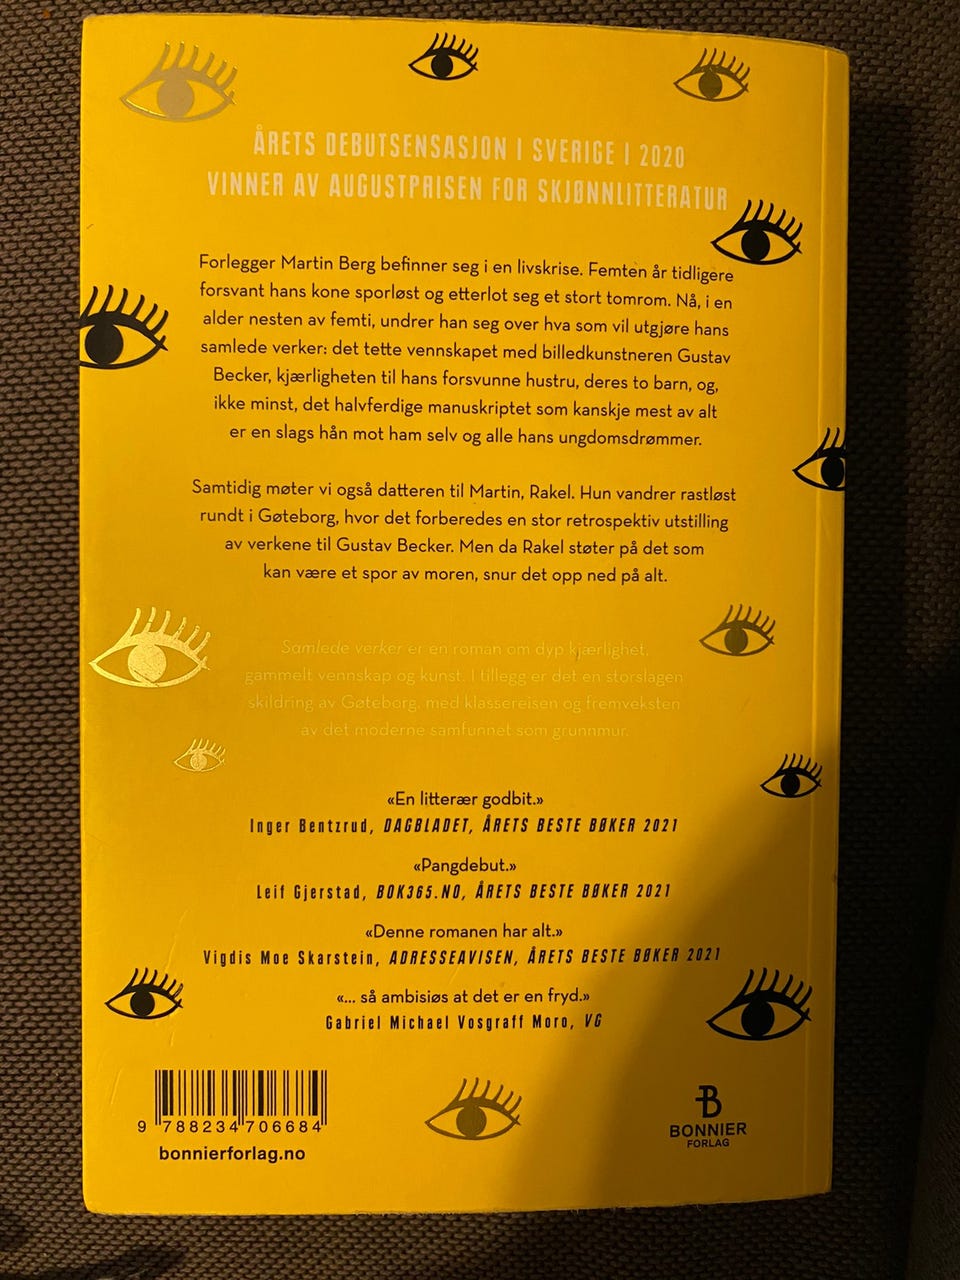 ÅRETS DEBUTSENSASJON I SVERIGE I 2020
VINNER AV AUGUSTPRISEN FOR SKJØNNLITTERATUR
Forlegger Martin Berg befinner seg i en livskrise. Femten år tidligere
forsvant hans kone sporløst og etterlot seg et stort tomrom. Nå, i en
alder nesten av femti, undrer han seg over hva som vil utgjøre hans
samlede verker: det tette vennskapet med billedkunstneren Gustav
Becker, kjærligheten til hans forsvunne hustru, deres to barn, og,
ikke minst, det halvferdige manuskriptet som kanskje mest av alt
er en slags hån mot ham selv og alle hans ungdomsdrømmer.
Samtidig møter vi også datteren til Martin, Rakel. Hun vandrer rastløst
rundt i Gøteborg, hvor det forberedes en stor retrospektiv utstilling
av verkene til Gustav Becker. Men da Rakel støter på det som
kan være et spor av moren, snur det opp ned på alt.
Samlede verker er en roman om dyp kjærlighet,
gammelt vennskap og kunst. I tillegg er det en storslagen
skildring av Gøteborg, med klassereisen og fremveksten
av det moderne samfunnet som grunnmur.
«En litterær godbit.»
Inger Bentzrud, DAGBLADET, ÅRETS BESTE BØKER 2021
«Pangdebut.»
Leif Gjerstad, BOK365.NO, ÅRETS BESTE BØKER 2021
«Denne romanen har alt.»
Vigdis Moe Skarstein, ADRESSEAVISEN, ÅRETS BESTE BØKER 2021
«... så ambisiøs at det er en fryd.»
Gabriel Michael Vosgraff Moro, VG
9 788234 706684
bonnierforlag.no
B
BONNIER
FORLAG